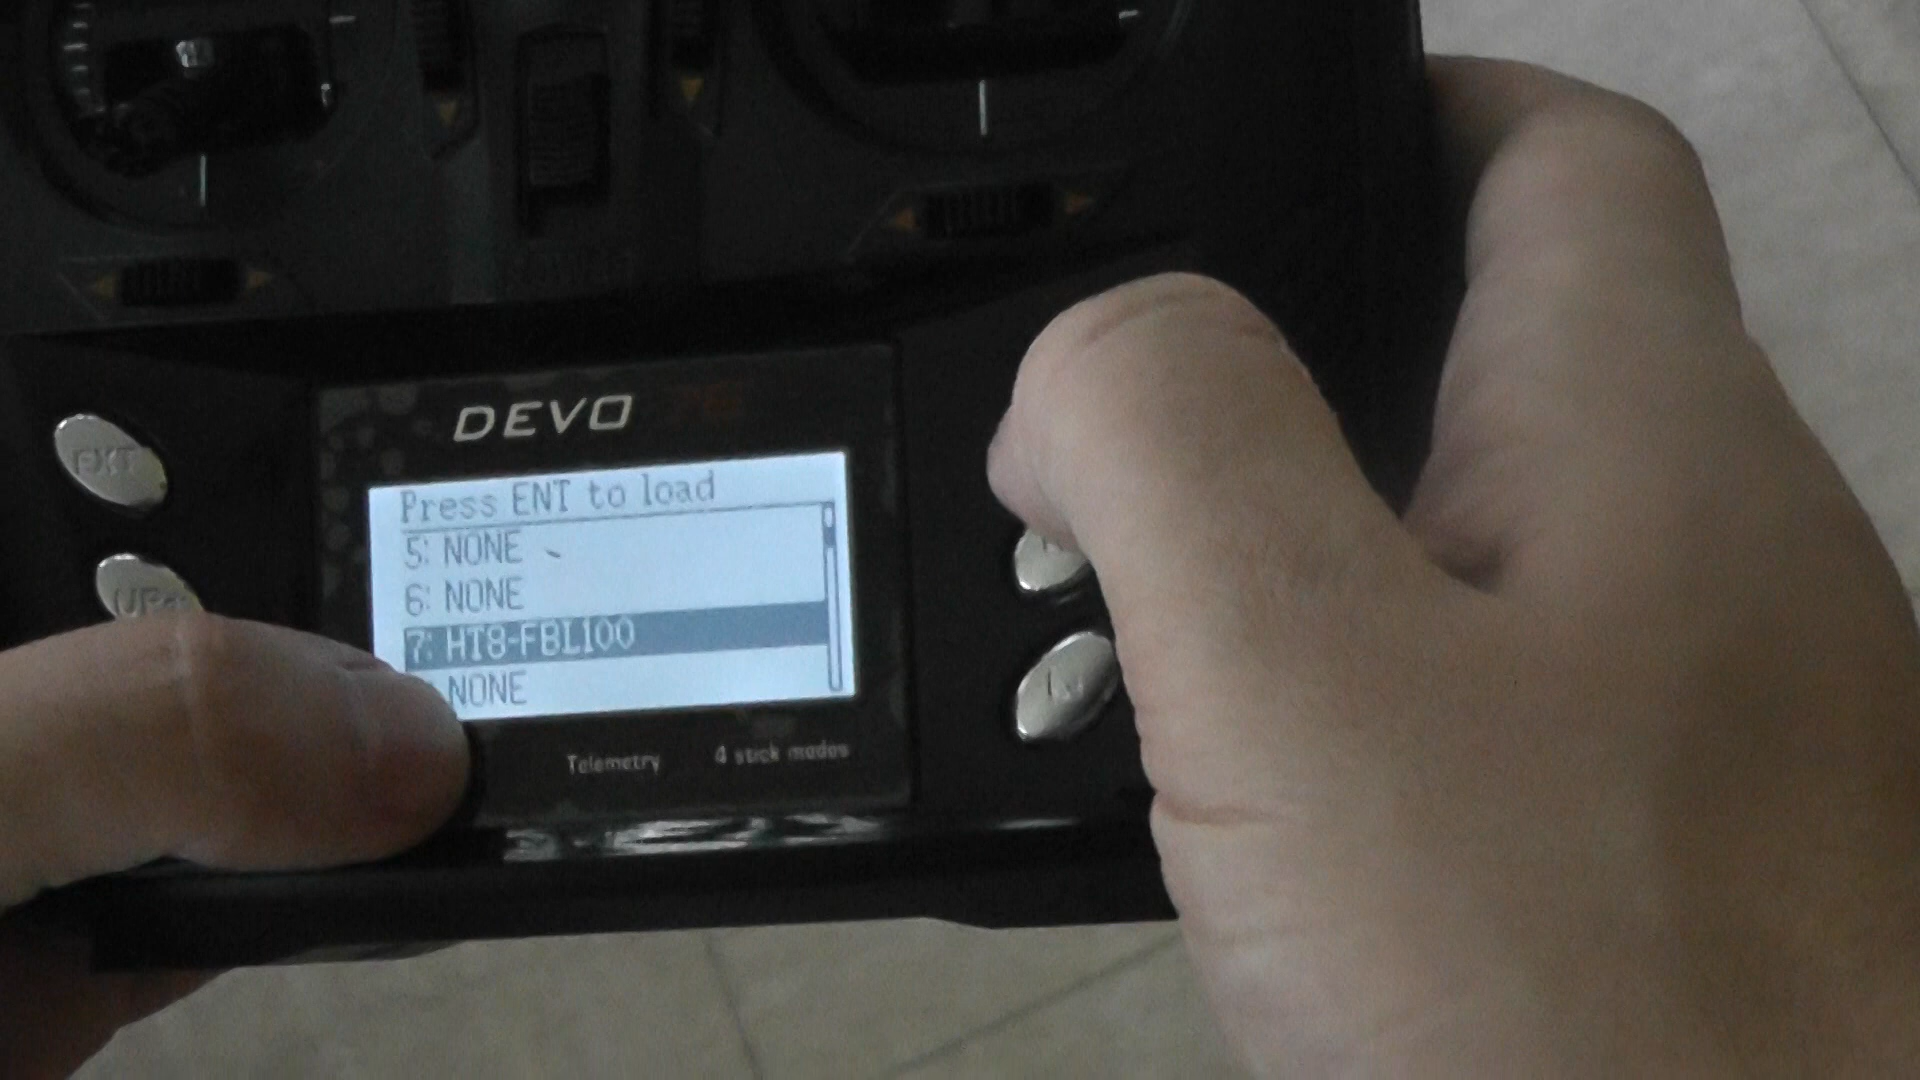 DEVO
EXT
UP
Press ENT to load
5: NONE
6: NONE
7: HT8-FBL100
NONE
Telemetry 4 stick modes